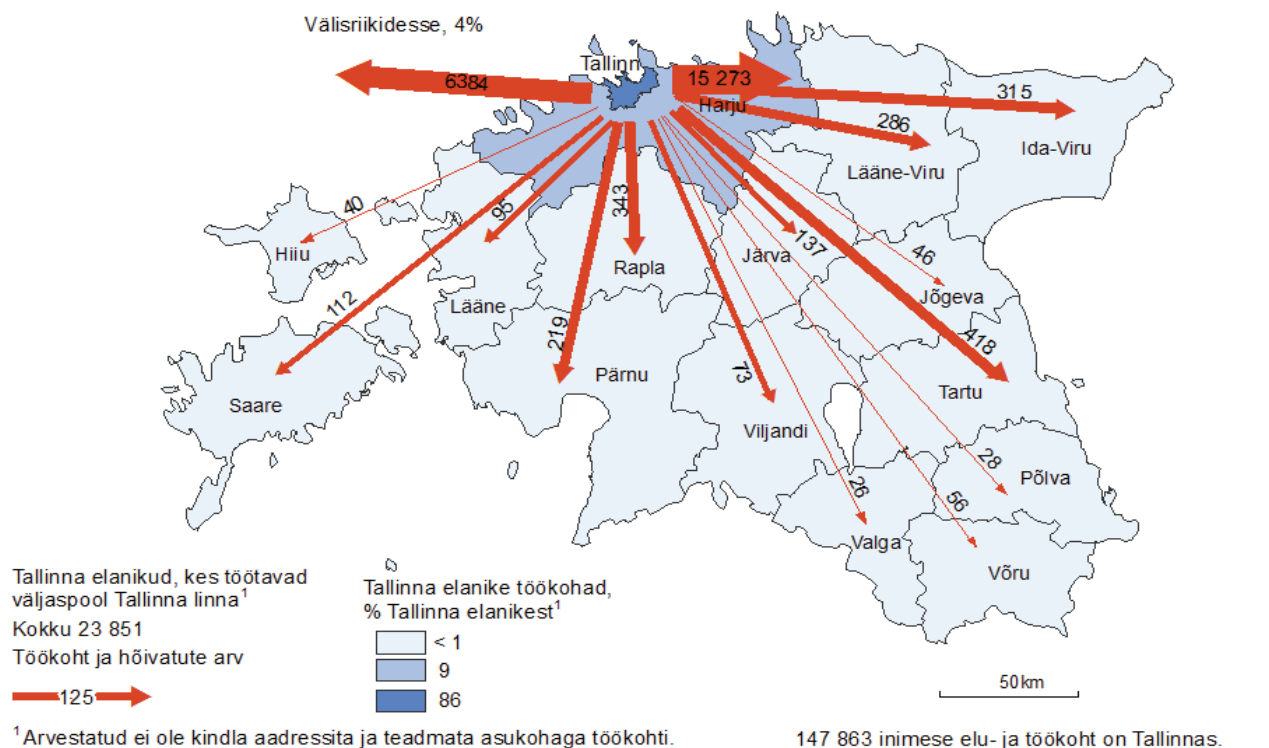 Välisriikidesse, 4%
Tallinn
6384
15 273
Harju
315
286
Ida-Viru
Lääne-Viru
40
95
343
137
Hiiu
Rapla
Järva
46
Jõgeva
112
Lääne
219
418
73
Pärnu
Tartu
Saare
Viljandi
28
Põlva
26
56
Valga
Võru
Tallinna elanikud, kes töötavad
väljaspool Tallinna linna¹
Kokku 23 851
Töökoht ja hõivatute arv
125
Tallinna elanike töökohad,
% Tallinna elanikest¹
< 1
9
86
50km
¹ Arvestatud ei ole kindla aadressita ja teadmata asukohaga töökohti.
147 863 inimese elu- ja töökoht on Tallinnas.